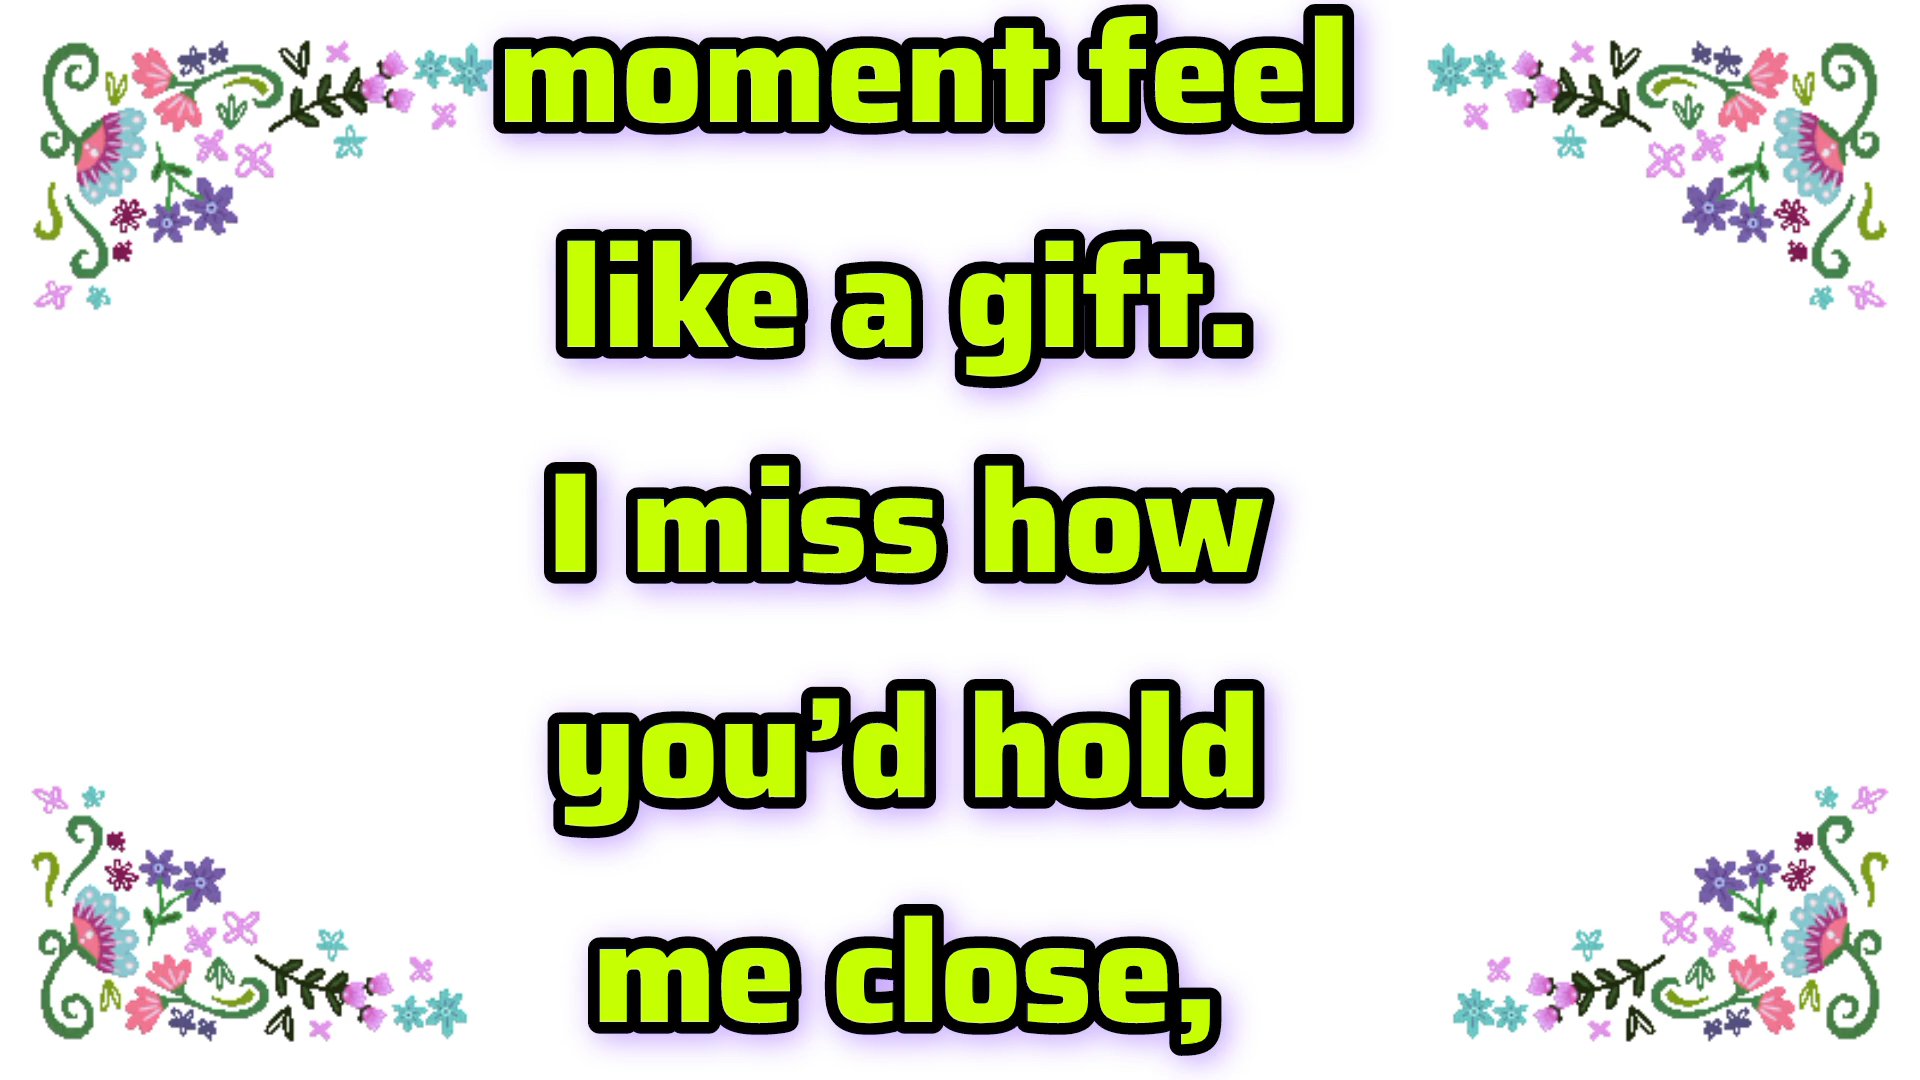 moment feel
like a gift.
I miss how
you’d hold
me close,